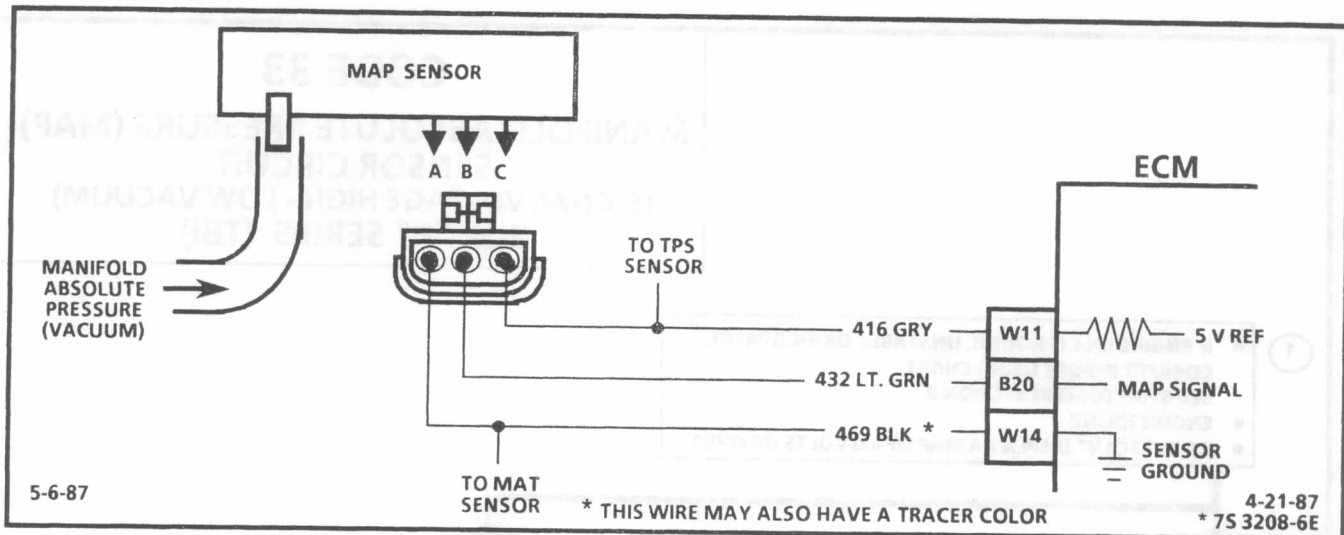 MAP SENSOR
A B C
ECM
TO TPS
SENSOR
MANIFOLD
ABSOLUTE
PRESSURE
(VACUUM)
416 GRY
W11
5 V REF
432 LT. GRN
B20
MAP SIGNAL
469 BLK *
W14
SENSOR
GROUND
TO MAT
SENSOR
5-6-87
* THIS WIRE MAY ALSO HAVE A TRACER COLOR
4-21-87
* 7S 3208-6E